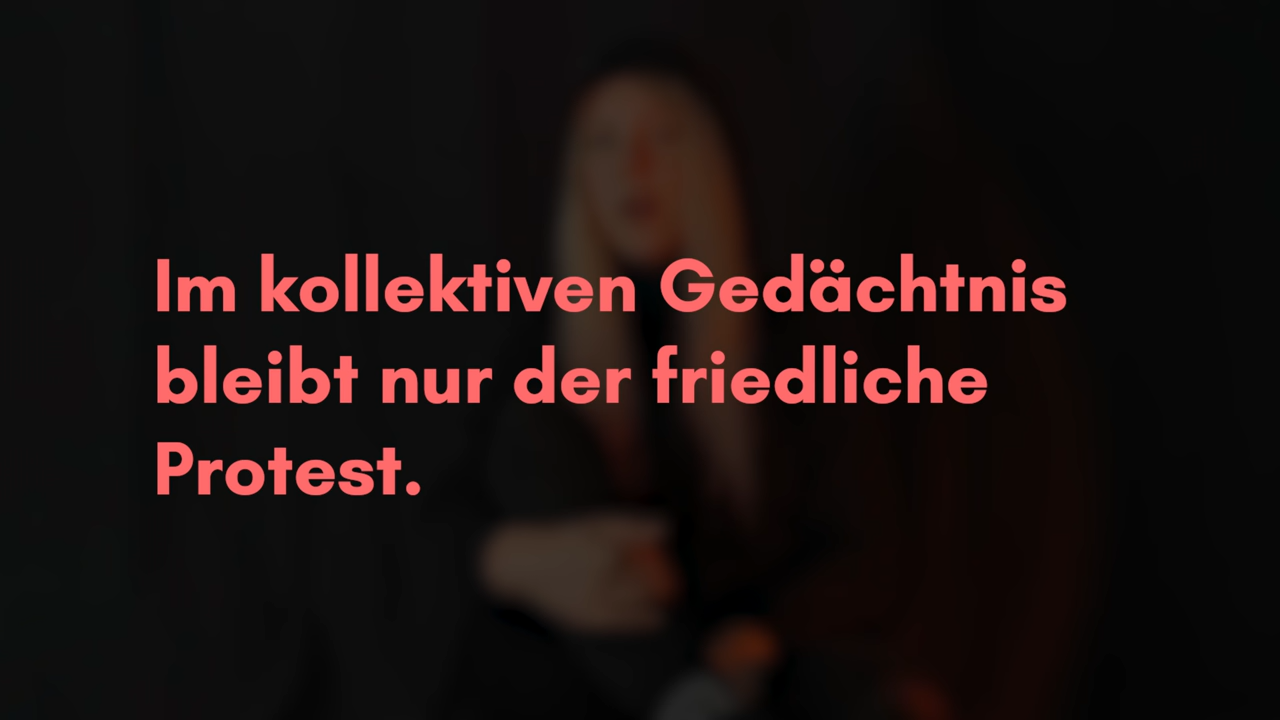 Im kollektiven Gedächtnis
bleibt nur der friedliche
Protest.